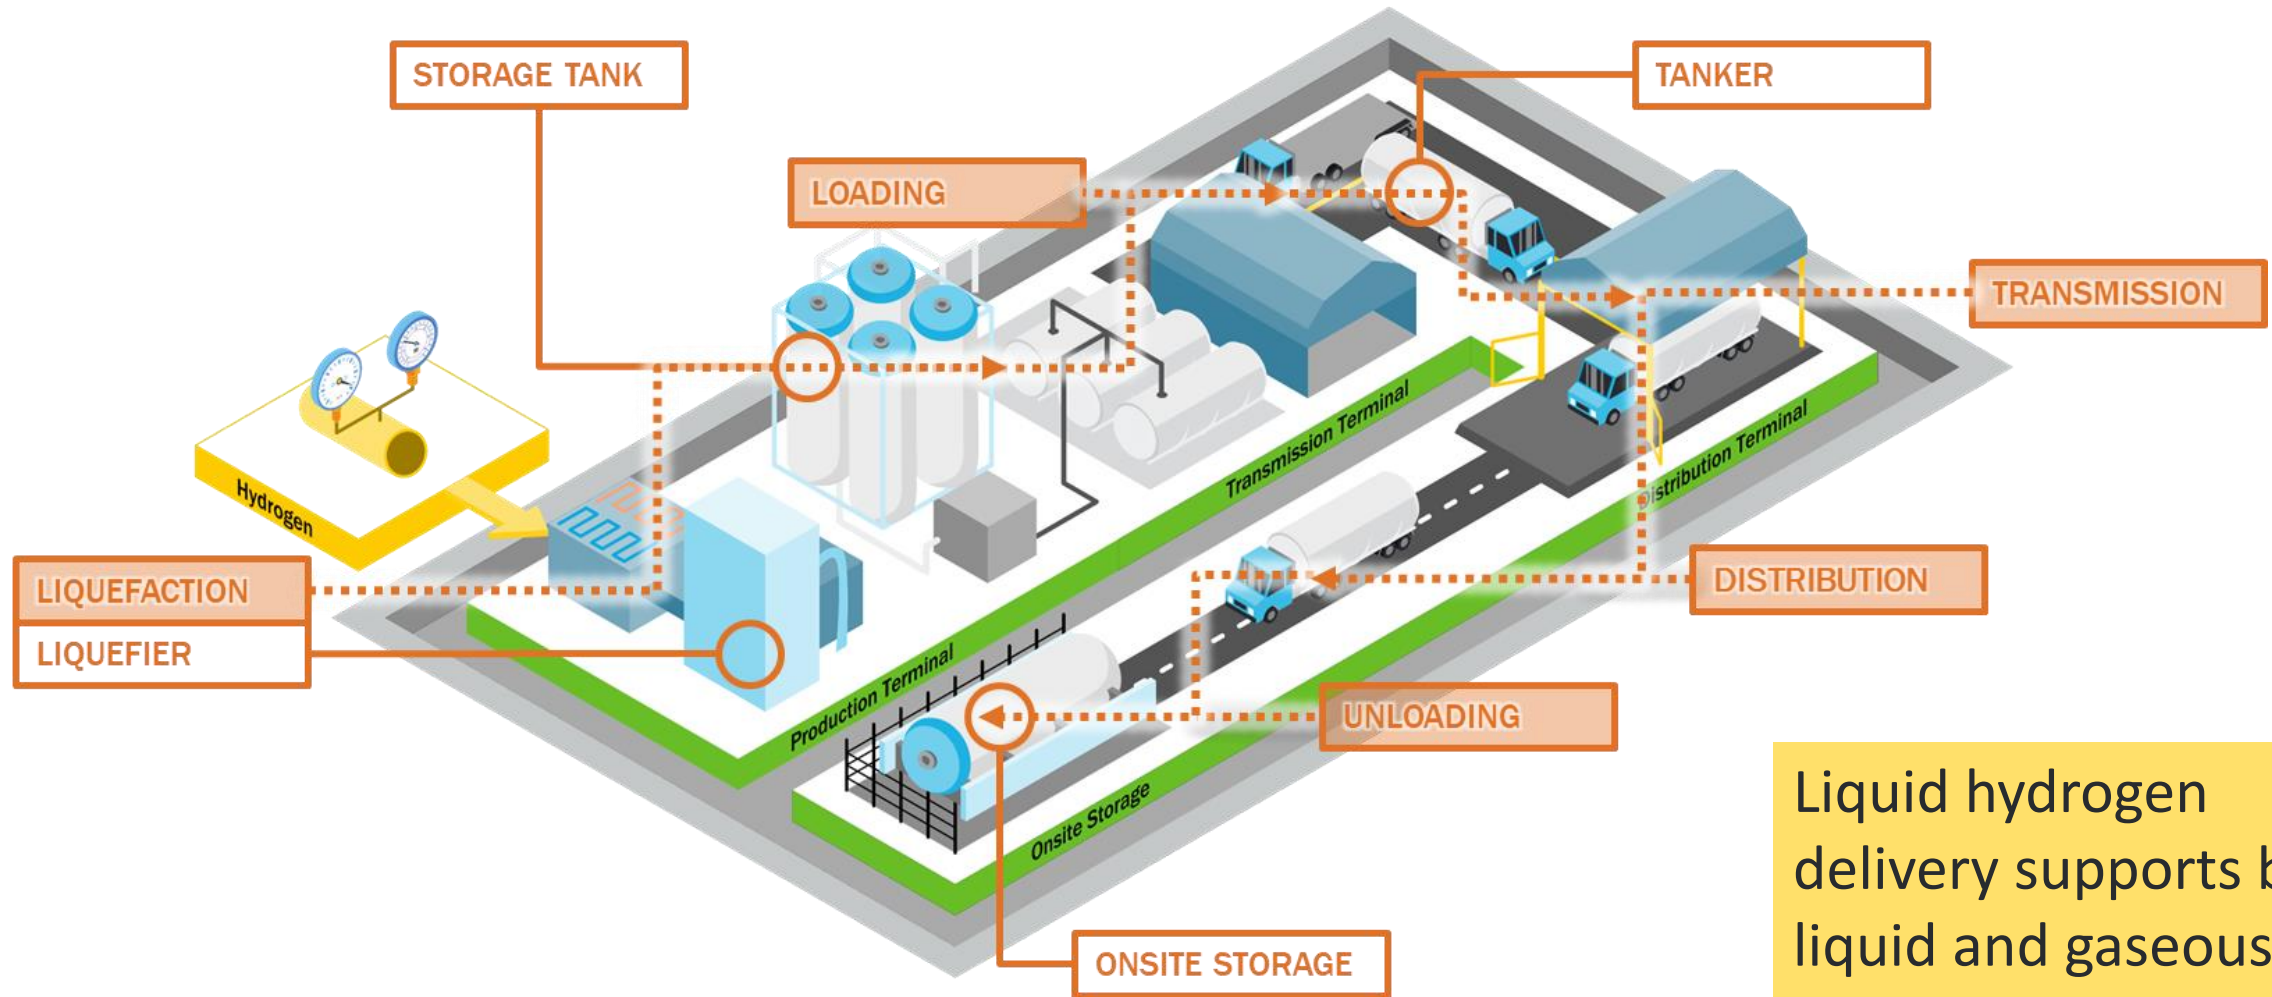 STORAGE TANK
TANKER
LOADING
TRANSMISSION
Hydrogen
Transmission Terminal
Distribution Terminal
LIQUEFACTION
DISTRIBUTION
LIQUEFIER
Production Terminal
UNLOADING
Onsite Storage
ONSITE STORAGE
Liquid hydrogen
delivery supports
liquid and gaseous